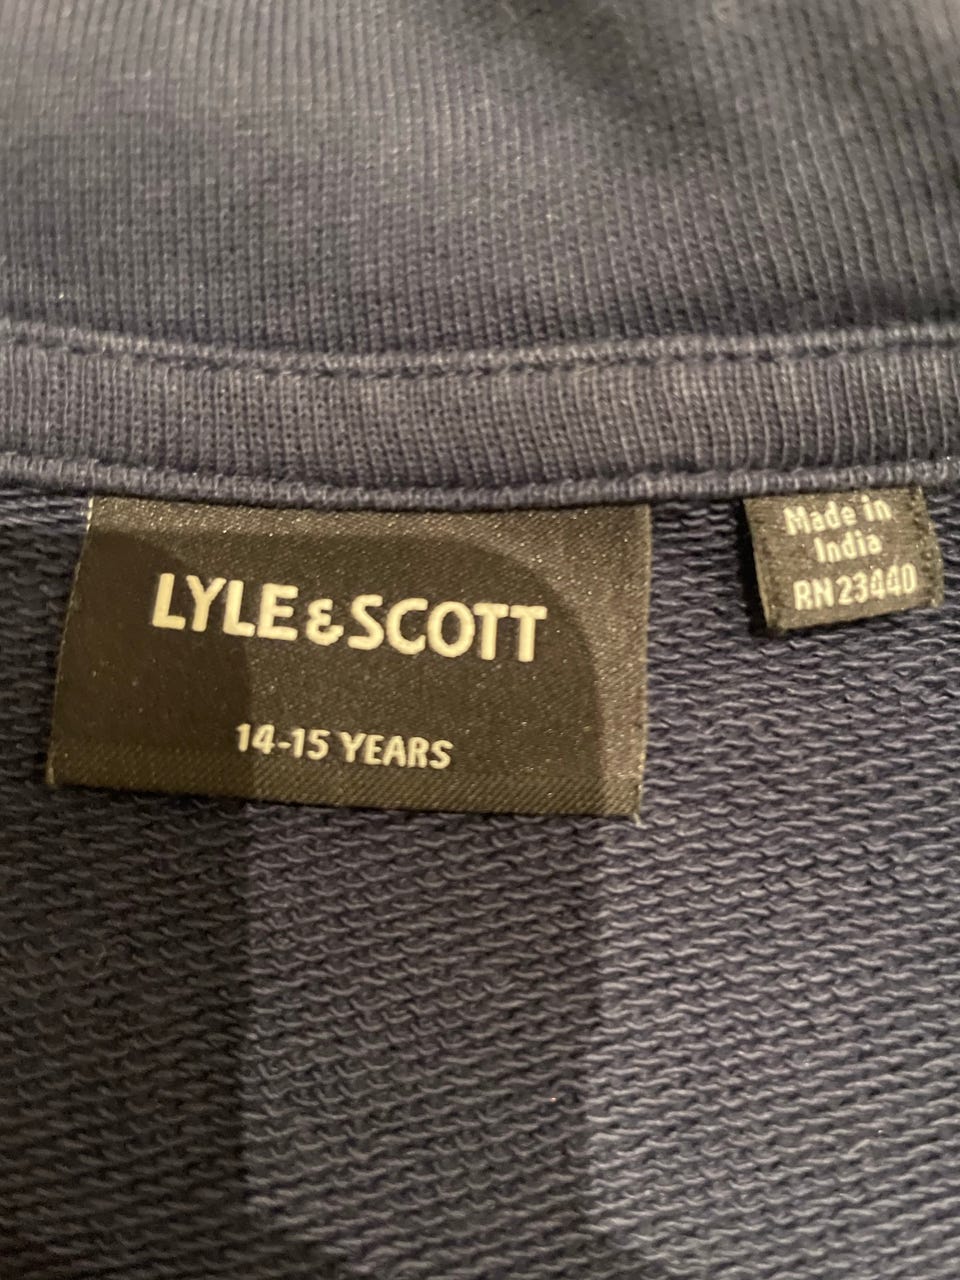 LYLE & SCOTT
14-15 YEARS
Made in
India
RN 23440